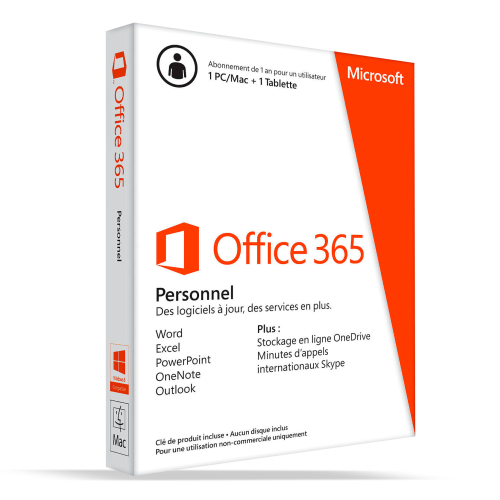 Abonnement de 1 an pour un utilisateur
1 PC/Mac + 1 Tablette
Microsoft
Office 365
Personnel
Office 365
Personnel
Des logiciels à jour, des services en plus.
Word
Excel
PowerPoint
OneNote
Outlook
Plus :
Stockage en ligne OneDrive
Minutes d'appels
internationaux Skype
Clé de produit incluse • Aucun disque inclus
Pour une utilisation non-commerciale uniquement
Mac